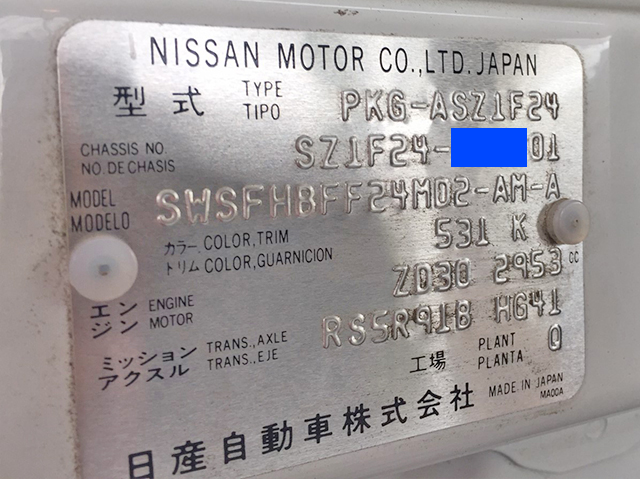 NISSAN MOTOR CO., LTD. JAPAN
型式 TYPE TIPO PKG-ASZ1F24
CHASSIS NO. NO. DE CHASIS SZ1F24- 01
MODEL MODELO SWSFHBFF24MD2-AM-A
カラー COLOR, TRIM トリム COLOR, GUARNICION 531 K
エンジン ENGINE MOTOR ZD30 2953 CC
ミッション アクスル TRANS., AXLE TRANS., EJE RS5R91B HG41
工場 PLANT PLANTA 0
MADE IN JAPAN
日産自動車株式会社